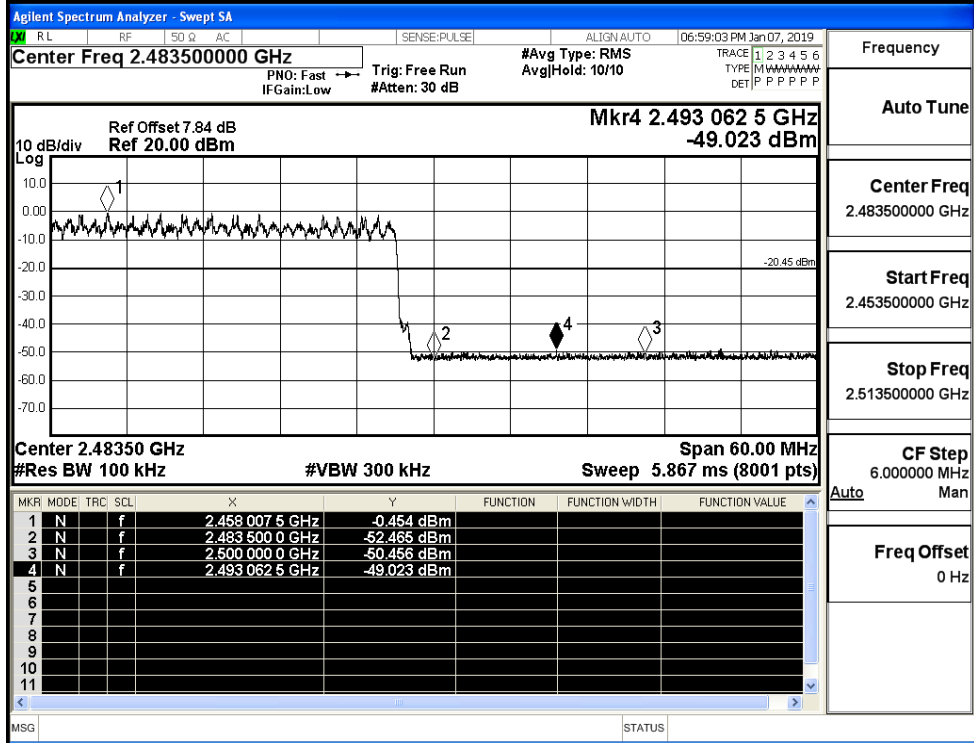 Agilent Spectrum Analyzer - Swept SA
LXI RL RF 50 Ω AC SENSE:PULSE ALIGN AUTO 06:59:03 PM Jan 07, 2019
Center Freq 2.483500000 GHz
PNO: Fast
IFGain:Low
Trig: Free Run
#Atten: 30 dB
#Avg Type: RMS
Avg|Hold: 10/10
TRACE 1 2 3 4 5 6
TYPE M WWWWW
DET P P P P P P
Ref Offset 7.84 dB
Ref 20.00 dBm
10 dB/div
Log
Mkr4 2.493 062 5 GHz
-49.023 dBm
10.0
0.00
-10.0
-20.0
-30.0
-40.0
-50.0
-60.0
-70.0
1
2
4
3
-20.45 dBm
Center 2.48350 GHz Span 60.00 MHz
#Res BW 100 kHz #VBW 300 kHz Sweep 5.867 ms (8001 pts)
MKR MODE TRC SCL X Y FUNCTION FUNCTION WIDTH FUNCTION VALUE
1 N f 2.458 007 5 GHz -0.454 dBm
2 N f 2.483 500 0 GHz -52.465 dBm
3 N f 2.500 000 0 GHz -50.456 dBm
4 N f 2.493 062 5 GHz -49.023 dBm
5
6
7
8
9
10
11
MSG STATUS
Frequency
Auto Tune
Center Freq
2.483500000 GHz
Start Freq
2.453500000 GHz
Stop Freq
2.513500000 GHz
CF Step
6.000000 MHz
Auto Man
Freq Offset
0 Hz